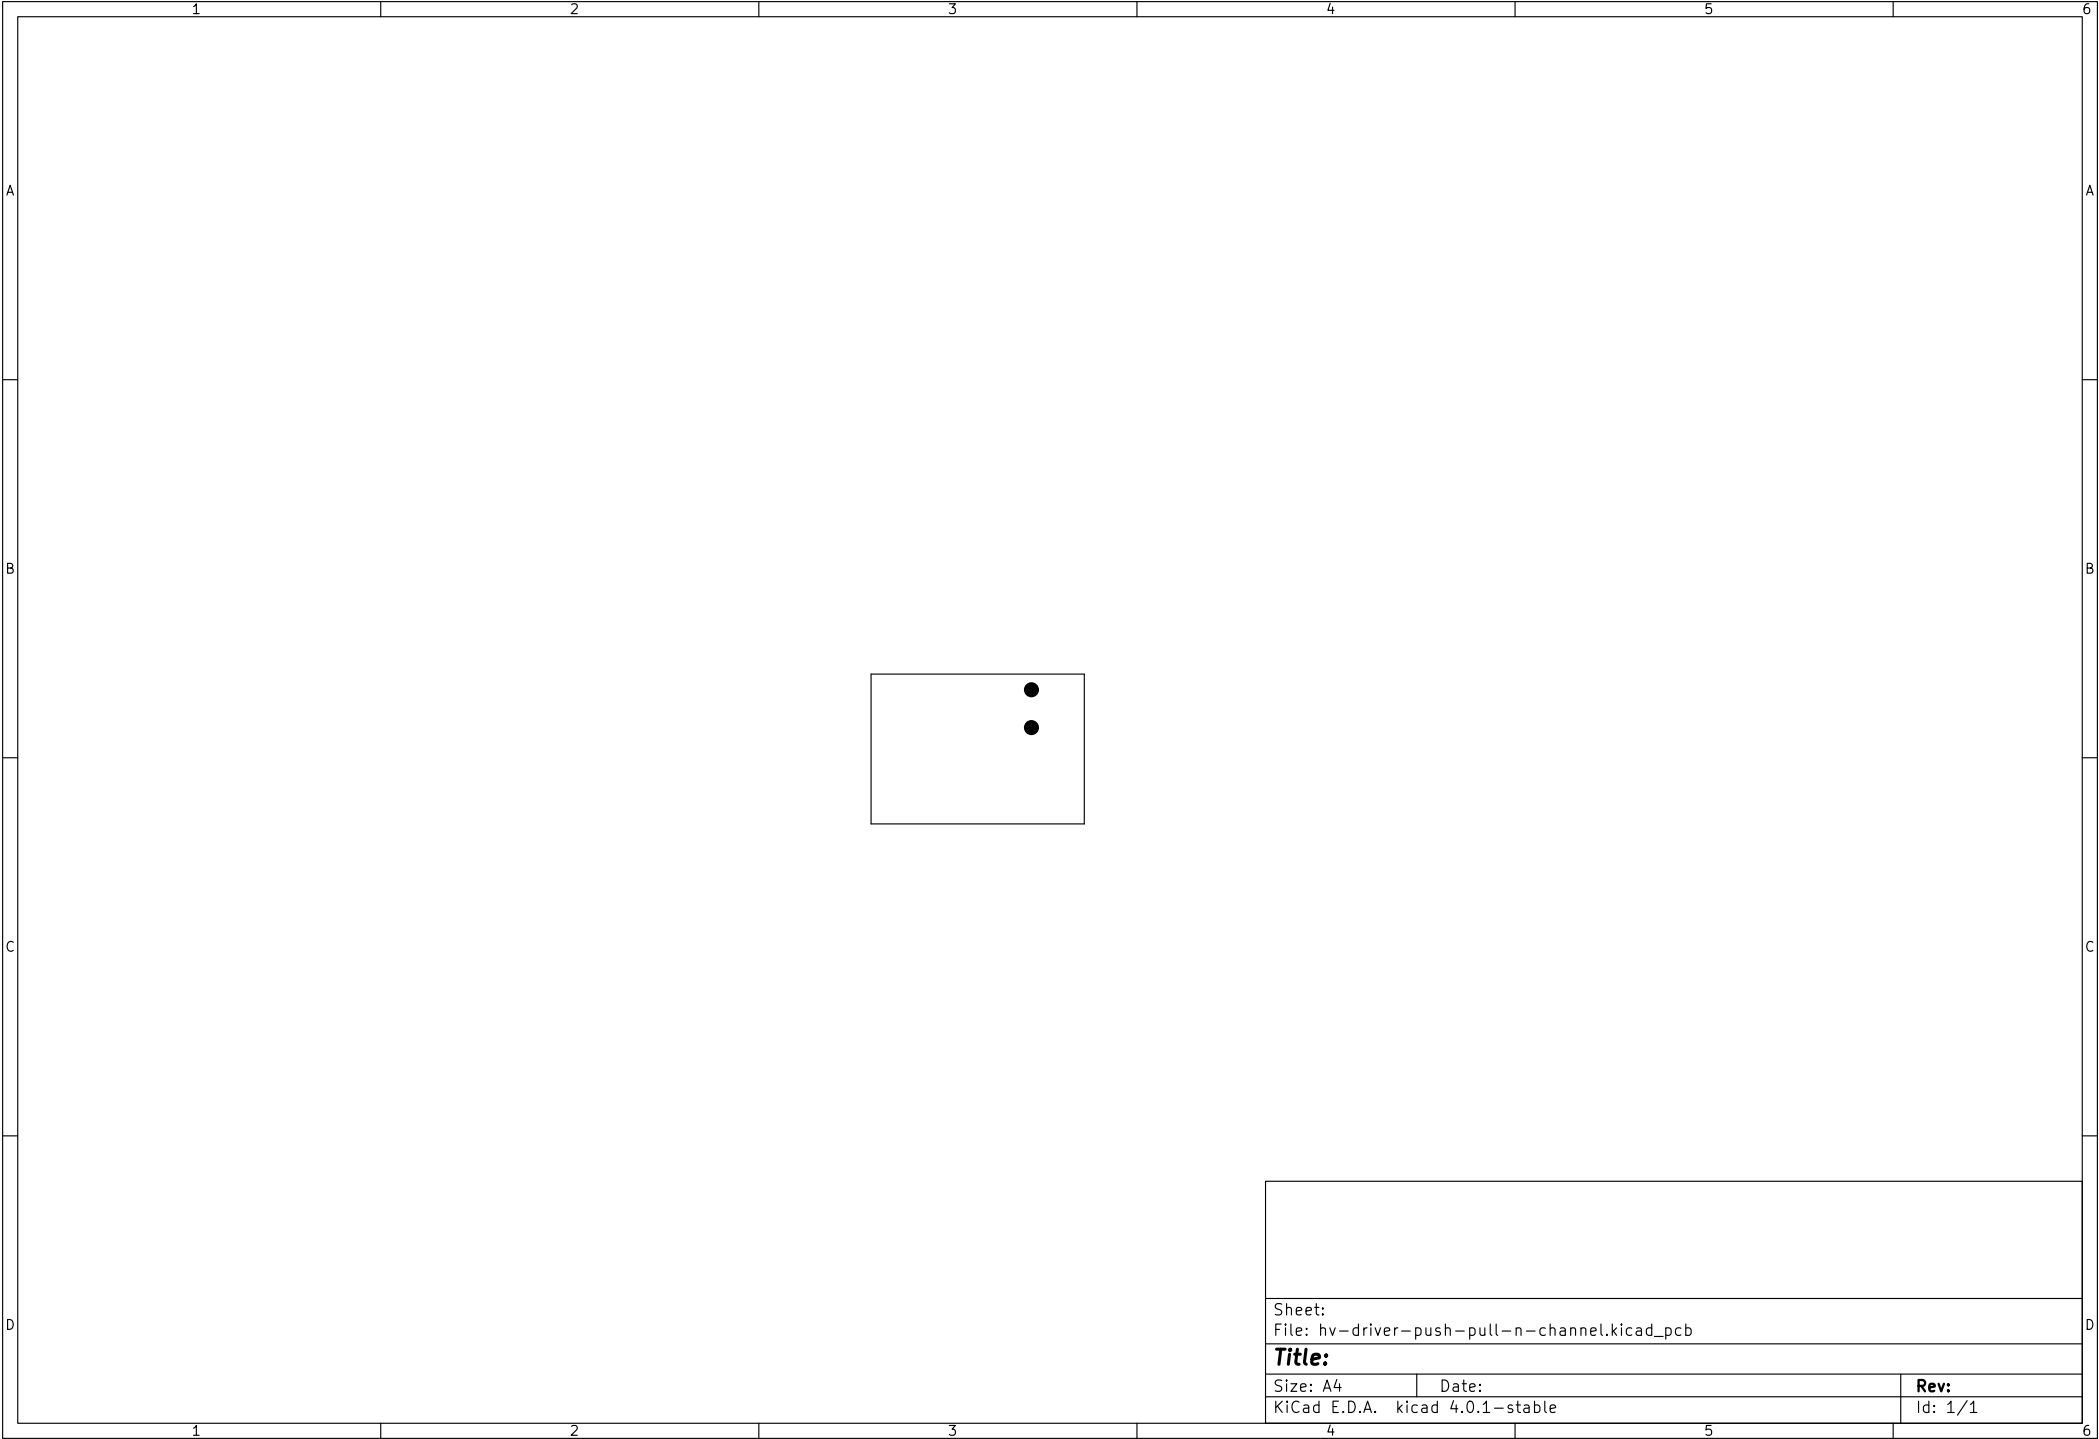 1 2 3 4 5 6
A A
B B
C C
D D
Sheet:
File: hv-driver-push-pull-n-channel.kicad_pcb
Title:
Size: A4 Date: Rev:
KiCad E.D.A. kicad 4.0.1-stable Id: 1/1
1 2 3 4 5 6